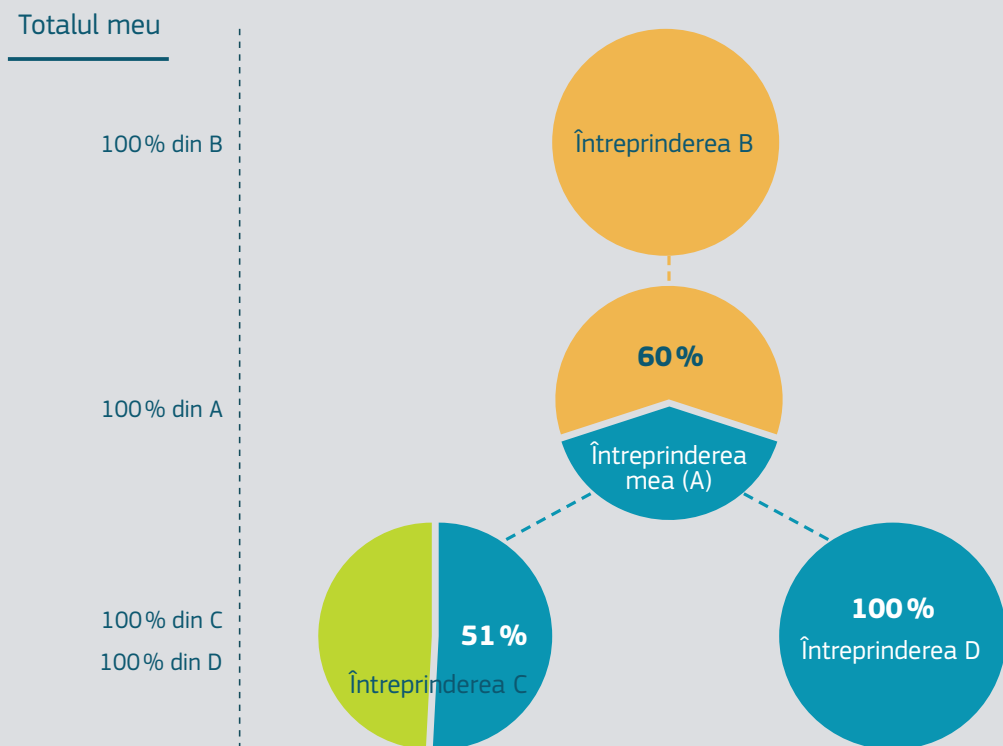 Totalul meu
100% din B
Întreprinderea B
60%
100% din A
Întreprinderea
mea (A)
100% din C
100% din D
51%
Întreprinderea C
100%
Întreprinderea D